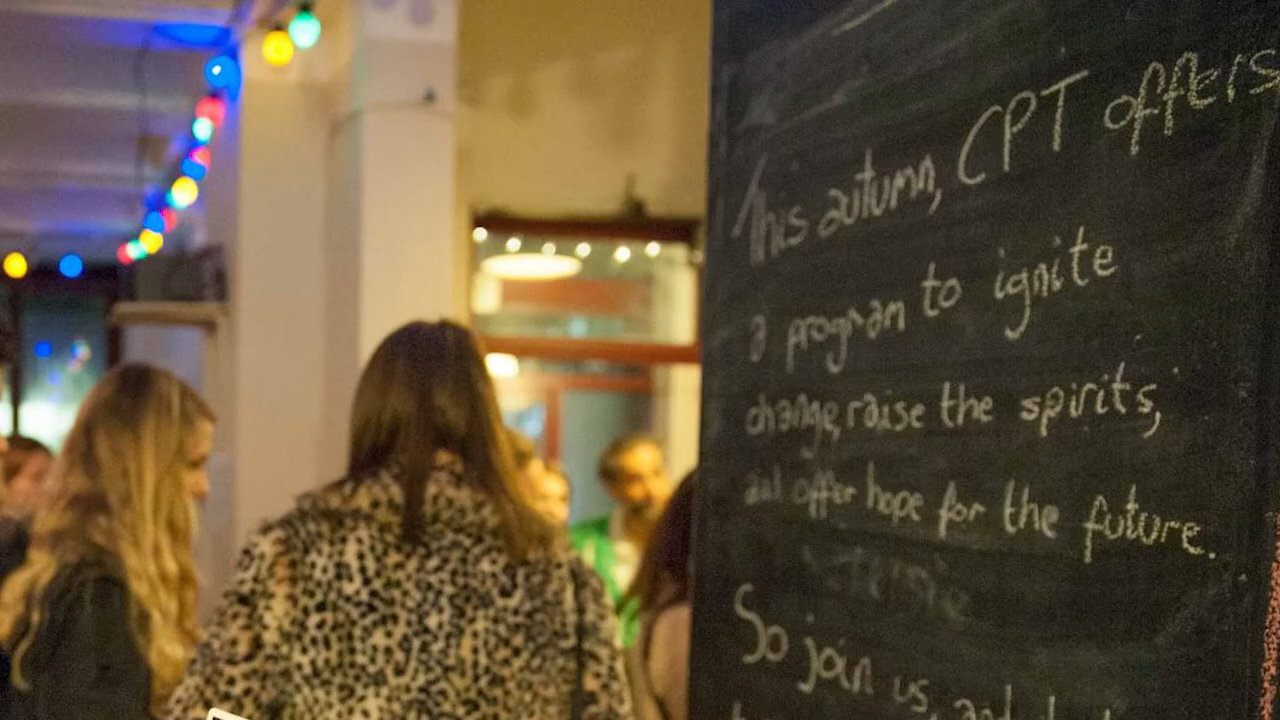 This autumn, CPT offers
a program to ignite
change, raise the spirits,
and offer hope for the future.
So join us, and